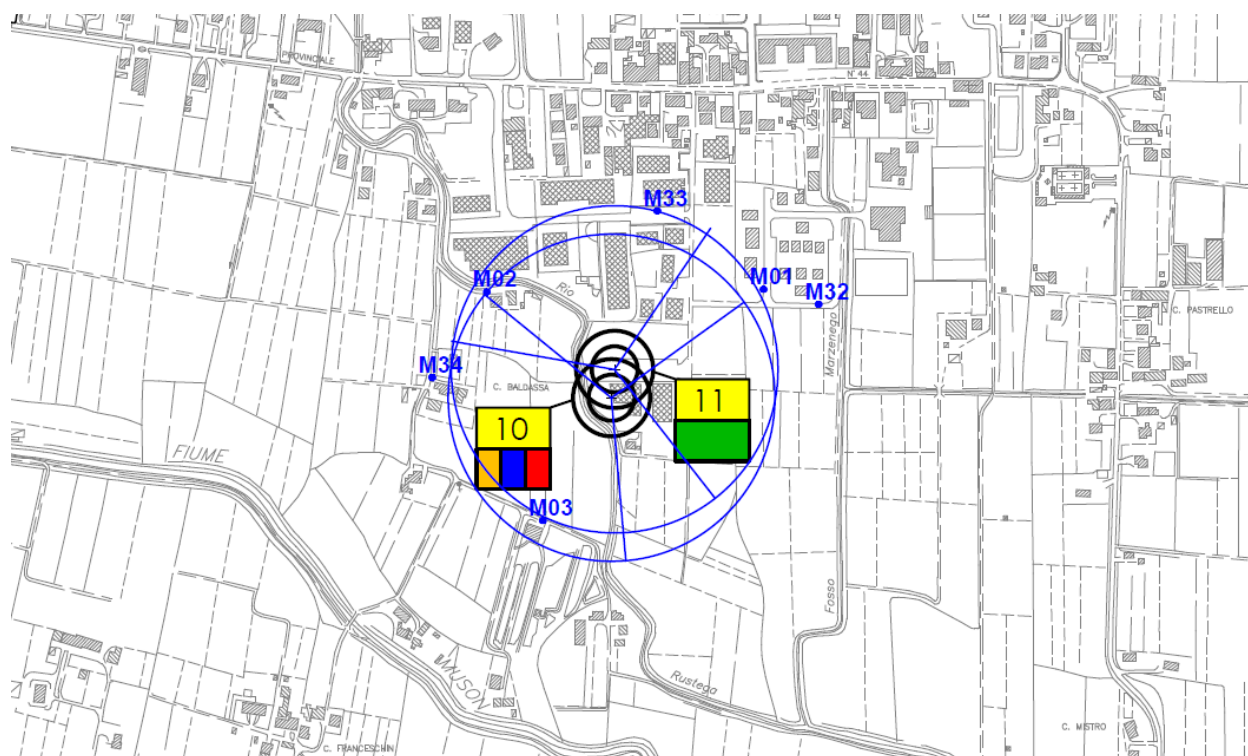 PROVINCIALE
N° 44
M33
M02
M01
Rio
M32
C. PASTRELLO
Marzenego
M34
C. BALDASSA
11
10
FIUME
M03
Fosso
MUSON
Rustega
C. MISTRO
C. FRANCESCHIN